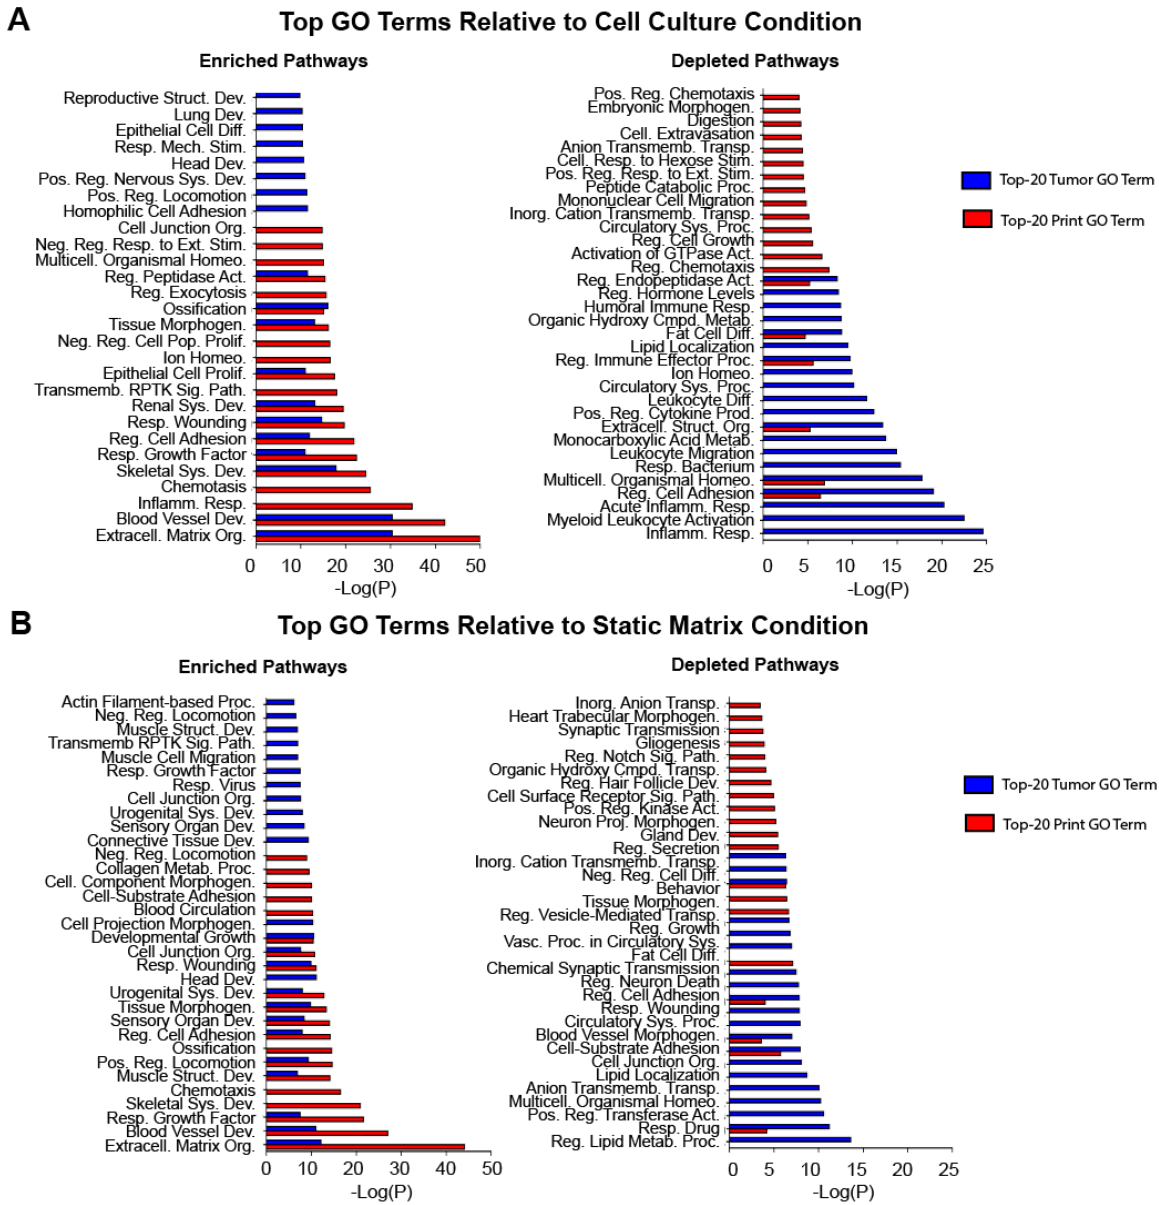 A
Top GO Terms Relative to Cell Culture Condition
Enriched Pathways
Reproductive Struct. Dev.
Lung Dev.
Epithelial Cell Diff.
Resp. Mech. Stim.
Head Dev.
Pos. Reg. Nervous Sys. Dev.
Pos. Reg. Locomotion
Homophilic Cell Adhesion
Cell Junction Org.
Neg. Reg. Resp. to Ext. Stim.
Multicell. Organismal Homeo.
Reg. Peptidase Act.
Reg. Exocytosis
Ossification
Tissue Morphogen.
Neg. Reg. Cell Pop. Prolif.
Ion Homeo.
Epithelial Cell Prolif.
Transmemb. RPTK Sig. Path.
Renal Sys. Dev.
Resp. Wounding
Reg. Cell Adhesion
Resp. Growth Factor
Skeletal Sys. Dev.
Chemotasis
Inflamm. Resp.
Blood Vessel Dev.
Extracell. Matrix Org.
0 10 20 30 40 50
-Log(P)
Depleted Pathways
Pos. Reg. Chemotaxis
Embryonic Morphogen.
Digestion
Cell. Extravasation
Anion Transmemb. Transp.
Cell. Resp. to Hexose Stim.
Pos. Reg. Resp. to Ext. Stim.
Peptide Catabolic Proc.
Mononuclear Cell Migration
Inorg. Cation Transmemb. Transp.
Circulatory Sys. Proc.
Reg. Cell Growth
Activation of GTPase Act.
Reg. Chemotaxis
Reg. Endopeptidase Act.
Reg. Hormone Levels
Humoral Immune Resp.
Organic Hydroxy Cmpd. Metab.
Fat Cell Diff.
Lipid Localization
Reg. Immune Effector Proc.
Ion Homeo.
Circulatory Sys. Proc.
Leukocyte Diff.
Pos. Reg. Cytokine Prod.
Extracell. Struct. Org.
Monocarboxylic Acid Metab.
Leukocyte Migration
Resp. Bacterium
Multicell. Organismal Homeo.
Reg. Cell Adhesion
Acute Inflamm. Resp.
Myeloid Leukocyte Activation
Inflamm. Resp.
0 5 10 15 20 25
-Log(P)
Top-20 Tumor GO Term
Top-20 Print GO Term
B
Top GO Terms Relative to Static Matrix Condition
Enriched Pathways
Actin Filament-based Proc.
Neg. Reg. Locomotion
Muscle Struct. Dev.
Transmemb RPTK Sig. Path.
Muscle Cell Migration
Resp. Growth Factor
Resp. Virus
Cell Junction Org.
Urogenital Sys. Dev.
Sensory Organ Dev.
Connective Tissue Dev.
Neg. Reg. Locomotion
Collagen Metab. Proc.
Cell. Component Morphogen.
Cell-Substrate Adhesion
Blood Circulation
Cell Projection Morphogen.
Developmental Growth
Cell Junction Org.
Resp. Wounding
Head Dev.
Urogenital Sys. Dev.
Tissue Morphogen.
Sensory Organ Dev.
Reg. Cell Adhesion
Ossification
Pos. Reg. Locomotion
Muscle Struct. Dev.
Chemotaxis
Skeletal Sys. Dev.
Resp. Growth Factor
Blood Vessel Dev.
Extracell. Matrix Org.
0 10 20 30 40 50
-Log(P)
Depleted Pathways
Inorg. Anion Transp.
Heart Trabecular Morphogen.
Synaptic Transmission
Gliogenesis
Reg. Notch Sig. Path.
Organic Hydroxy Cmpd. Transp.
Reg. Hair Follicle Dev.
Cell Surface Receptor Sig. Path.
Pos. Reg. Kinase Act.
Neuron Proj. Morphogen.
Gland Dev.
Reg. Secretion
Inorg. Cation Transmemb. Transp.
Neg. Reg. Cell Diff.
Behavior
Tissue Morphogen.
Reg. Vesicle-Mediated Transp.
Reg. Growth
Vasc. Proc. in Circulatory Sys.
Fat Cell Diff.
Chemical Synaptic Transmission
Reg. Neuron Death
Reg. Cell Adhesion
Resp. Wounding
Circulatory Sys. Proc.
Blood Vessel Morphogen.
Cell-Substrate Adhesion
Cell Junction Org.
Lipid Localization
Anion Transmemb. Transp.
Multicell. Organismal Homeo.
Pos. Reg. Transferase Act.
Resp. Drug
Reg. Lipid Metab. Proc.
0 5 10 15 20 25
-Log(P)
Top-20 Tumor GO Term
Top-20 Print GO Term